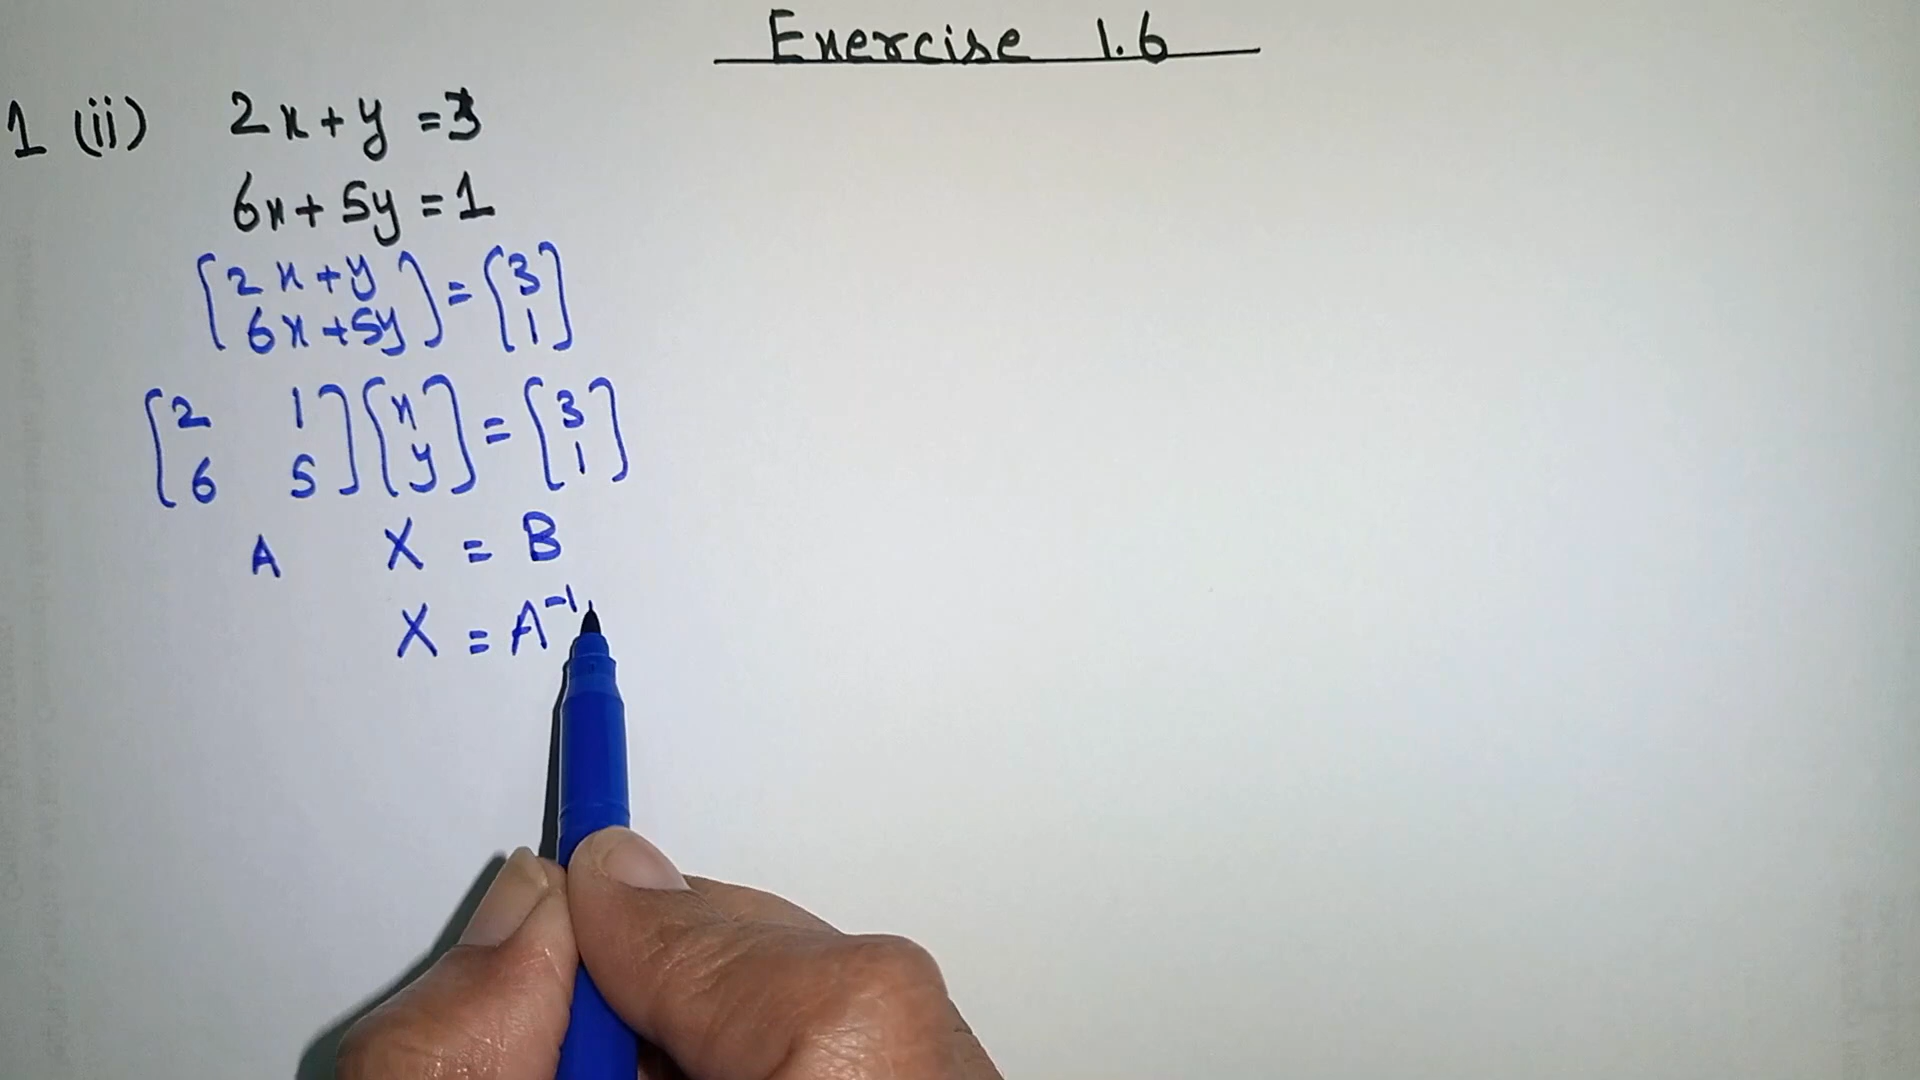 Exercise 1.6
1 (ii) 2x+y=3
6x+5y=1
[2x+y 6x+5y]=[3 1]
[2 1 6 5][x y]=[3 1]
A X = B
X = A⁻¹